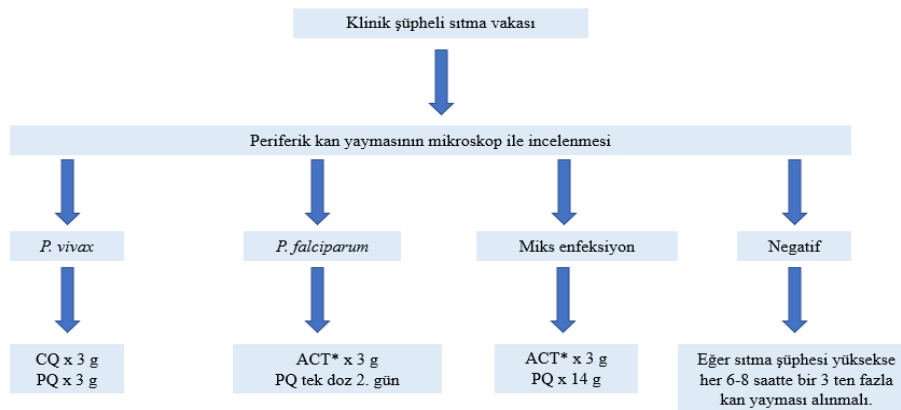 Klinik şüpheli sıtma vakası
Periferik kan yaymasının mikroskop ile incelenmesi
P. vivax
P. falciparum
Miks enfeksiyon
Negatif
CQ x 3 g
PQ x 3 g
ACT* x 3 g
PQ tek doz 2. gün
ACT* x 3 g
PQ x 14 g
Eğer sıtma şüphesi yüksekse
her 6-8 saatte bir 3 ten fazla
kan yayması alınmalı.